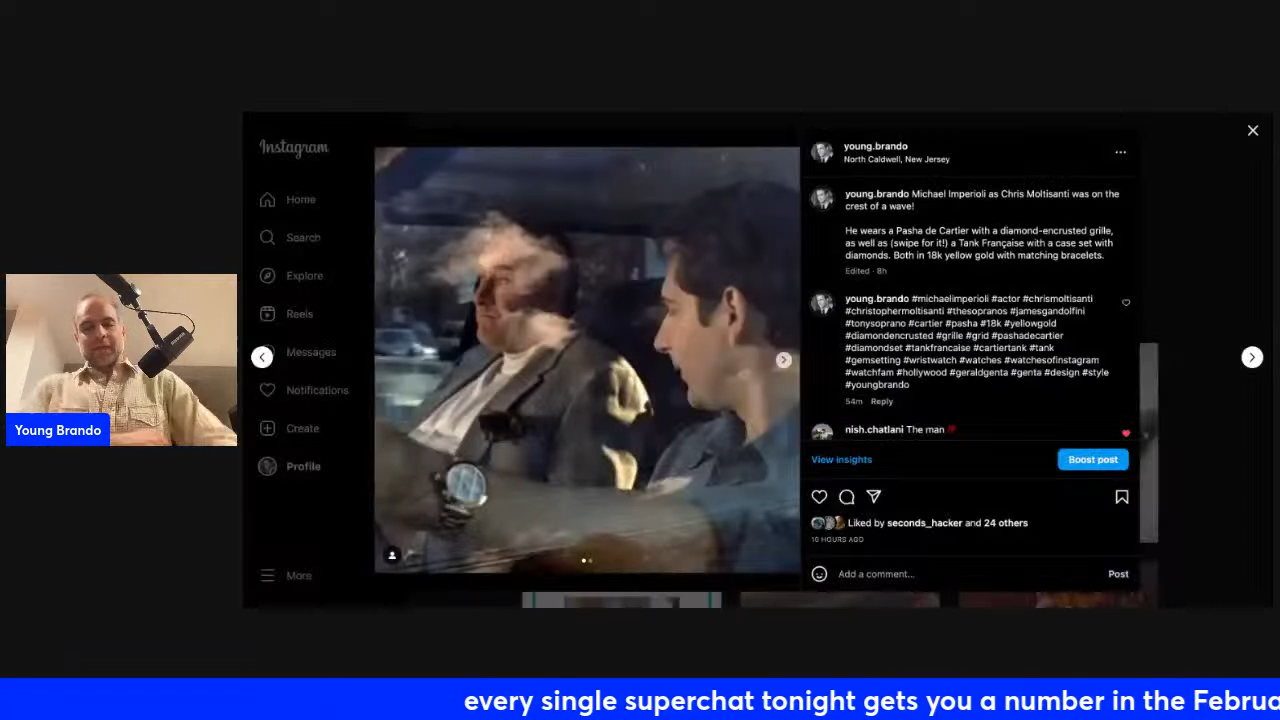 Instagram
Home
Search
Explore
Reels
Messages
Notifications
Create
Profile
More
young.brando
North Caldwell, New Jersey
young.brando Michael Imperioli as Chris Moltisanti was on the
crest of a wave!
He wears a Pasha de Cartier with a diamond-encrusted grille,
as well as (swipe for it!) a Tank Française with a case set with
diamonds. Both in 18k yellow gold with matching bracelets.
Edited · 8h
young.brando #michaelimperioli #actor #chrismoltisanti
#christophermoltisanti #thesopranos #jamesgandolfini
#tonysoprano #cartier #pasha #18k #yellowgold
#diamondencrusted #grille #grid #pashadecartier
#diamondset #tankfrancaise #cartiertank #tank
#gemsetting #wristwatch #watches #watchesofinstagram
#watchfam #hollywood #geraldgenta #genta #design #style
#youngbrando
54m Reply
nish.chatlani The man
View insights
Boost post
Liked by seconds_hacker and 24 others
10 HOURS AGO
Add a comment...
Post
Young Brando
every single superchat tonight gets you a number in the Februa